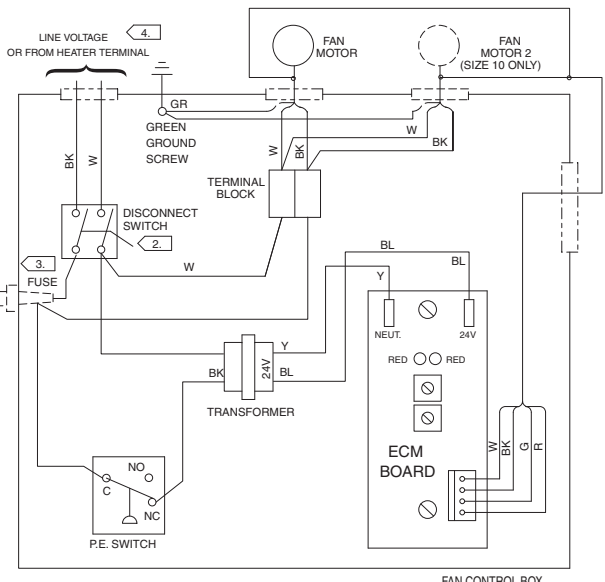 4.
LINE VOLTAGE
OR FROM HEATER TERMINAL
FAN
MOTOR
FAN
MOTOR 2
(SIZE 10 ONLY)
GR
GREEN
GROUND
SCREW
W
BK
BK
W
W
BK
TERMINAL
BLOCK
DISCONNECT
SWITCH
2.
3.
FUSE
W
BL
BL
Y
NEUT.
24V
RED
RED
Y
BK
24V
BL
TRANSFORMER
ECM
BOARD
W
BK
G
R
NO
C
NC
P.E. SWITCH
FAN CONTROL BOX